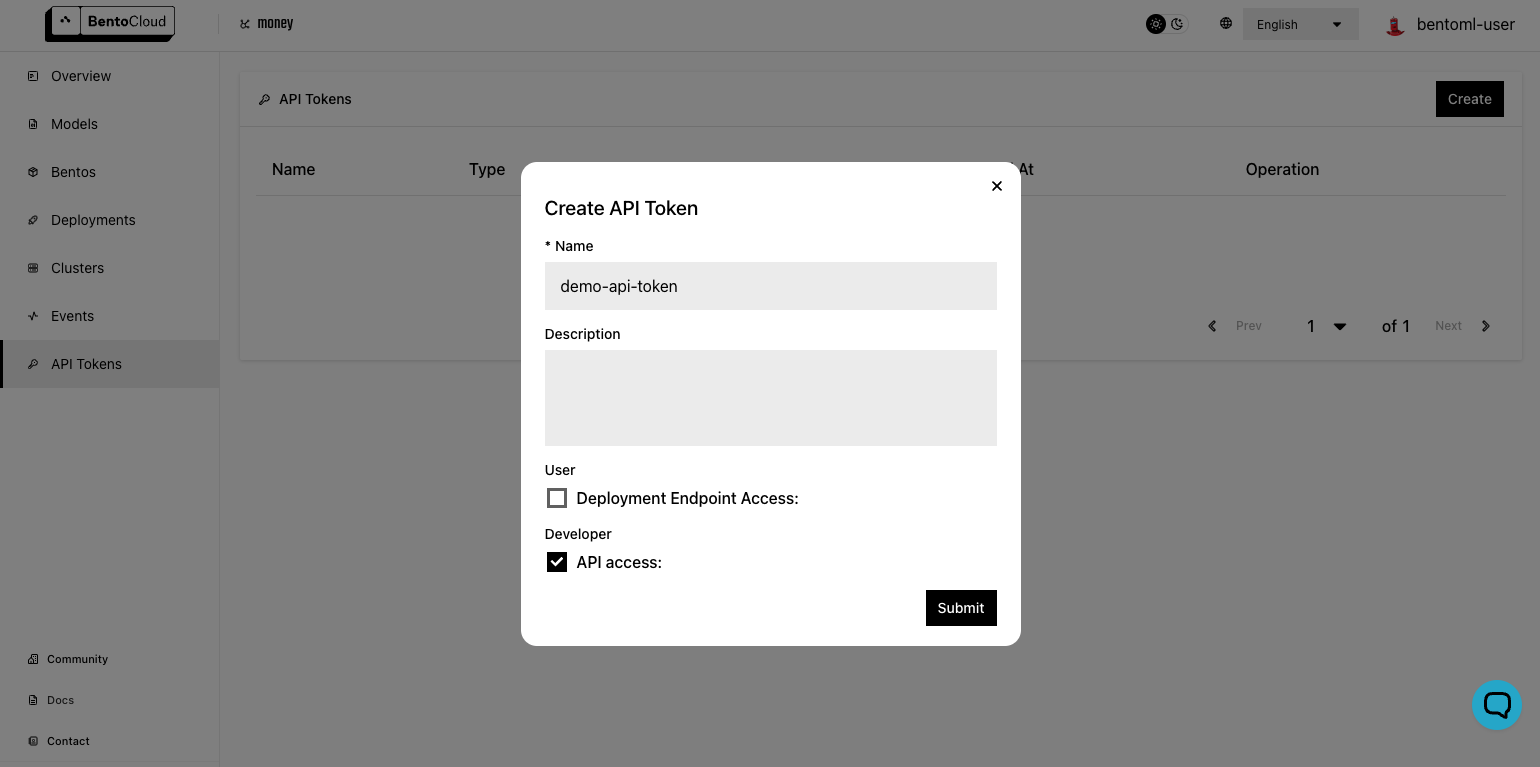 BentoCloud
money
English
bentoml-user
Overview
Models
Bentos
Deployments
Clusters
Events
API Tokens
Community
Docs
Contact
API Tokens
Create
Name Type At Operation
Prev 1 of 1 Next
Create API Token
* Name
demo-api-token
Description
User
Deployment Endpoint Access:
Developer
API access:
Submit